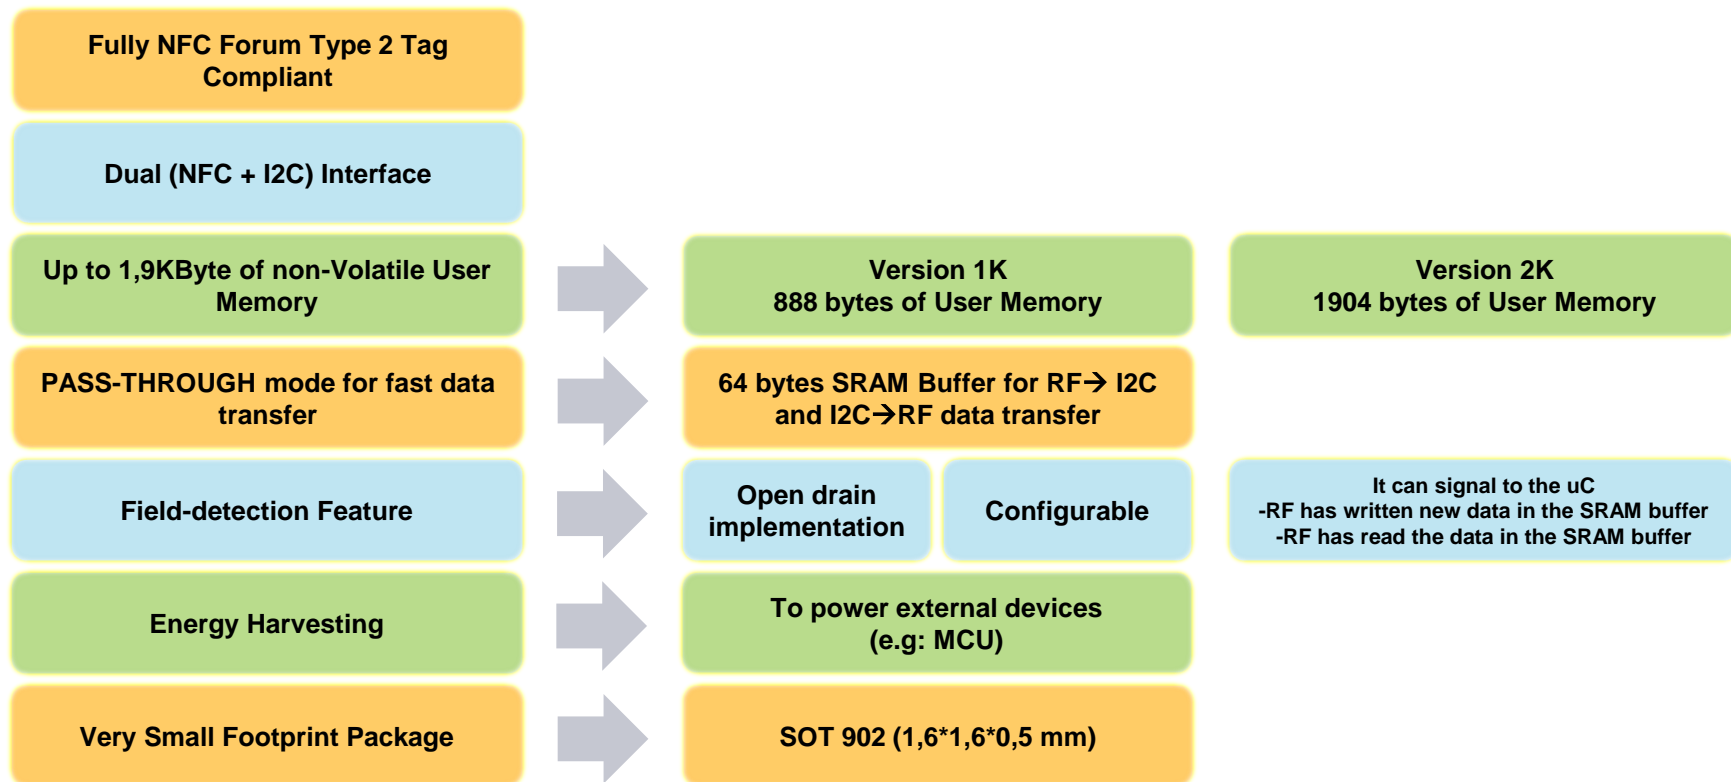 Fully NFC Forum Type 2 Tag
Compliant
Dual (NFC + I2C) Interface
Up to 1,9KByte of non-Volatile User
Memory
Version 1K
888 bytes of User Memory
Version 2K
1904 bytes of User Memory
PASS-THROUGH mode for fast data
transfer
64 bytes SRAM Buffer for RF→ I2C
and I2C→RF data transfer
Field-detection Feature
Open drain
implementation
Configurable
It can signal to the uC
-RF has written new data in the SRAM buffer
-RF has read the data in the SRAM buffer
Energy Harvesting
To power external devices
(e.g: MCU)
Very Small Footprint Package
SOT 902 (1,6*1,6*0,5 mm)